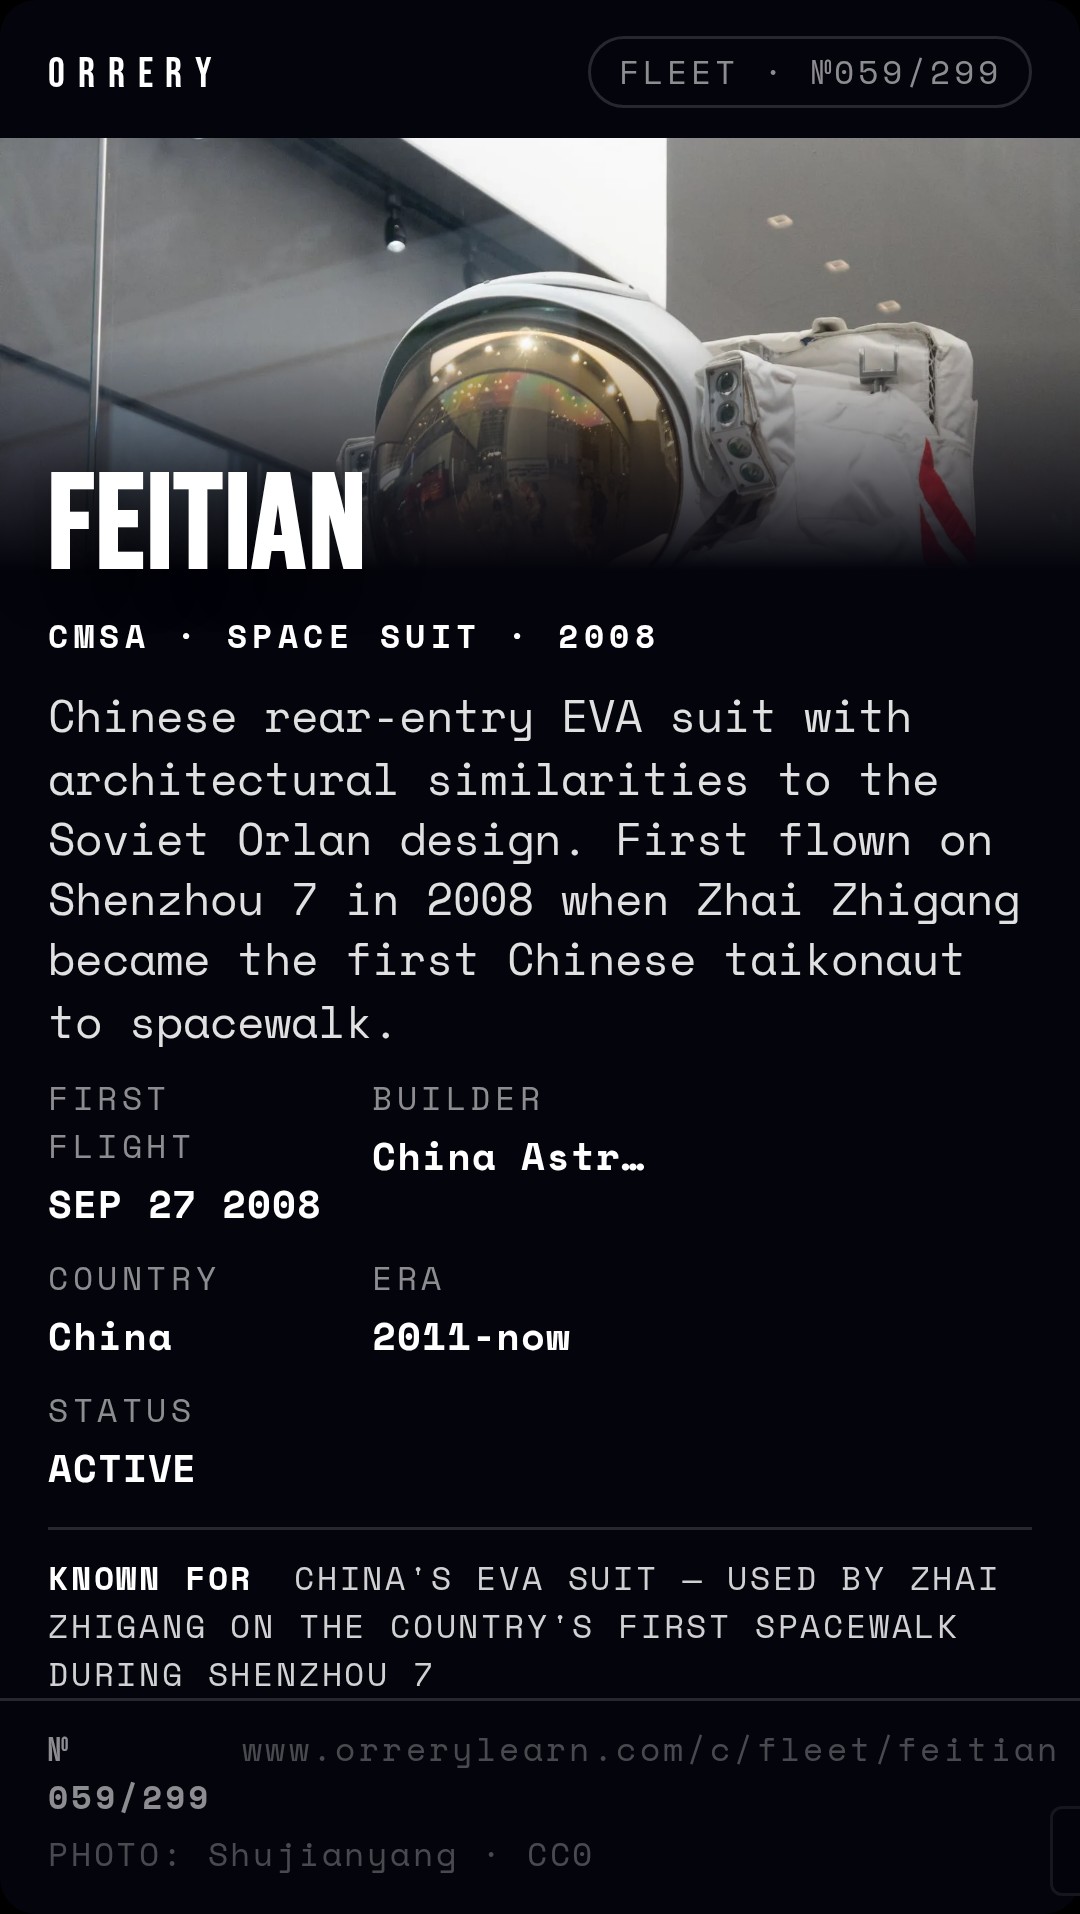 ORRERY
FLEET · №059/299
FEITIAN
CMSA · SPACE SUIT · 2008
Chinese rear-entry EVA suit with
architectural similarities to the
Soviet Orlan design. First flown on
Shenzhou 7 in 2008 when Zhai Zhigang
became the first Chinese taikonaut
to spacewalk.
FIRST
FLIGHT
SEP 27 2008
BUILDER
China Astr…
COUNTRY
China
ERA
2011-now
STATUS
ACTIVE
KNOWN FOR CHINA'S EVA SUIT — USED BY ZHAI
ZHIGANG ON THE COUNTRY'S FIRST SPACEWALK
DURING SHENZHOU 7
№
059/299
www.orrerylearn.com/c/fleet/feitian
PHOTO: Shujianyang · CC0